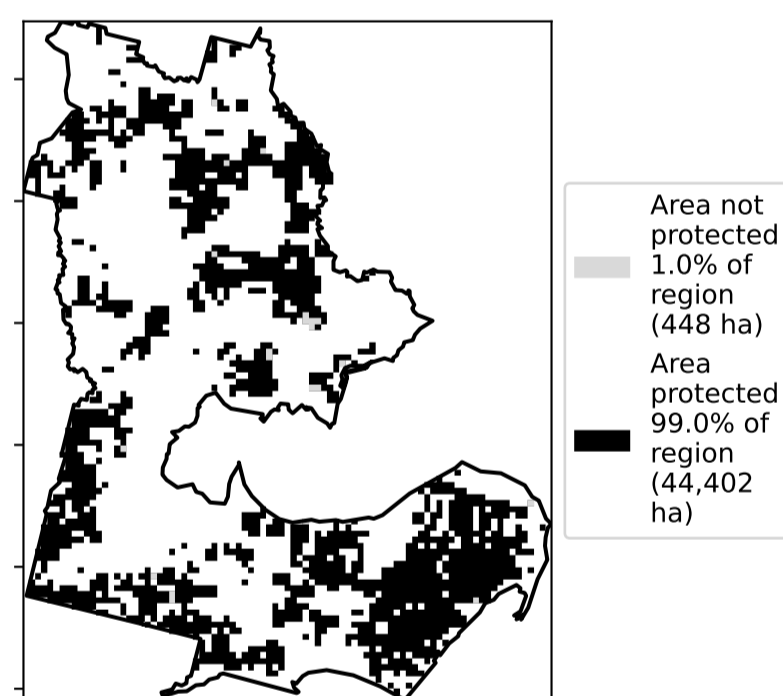 Area not
protected
1.0% of
region
(448 ha)
Area
protected
99.0% of
region
(44,402
ha)